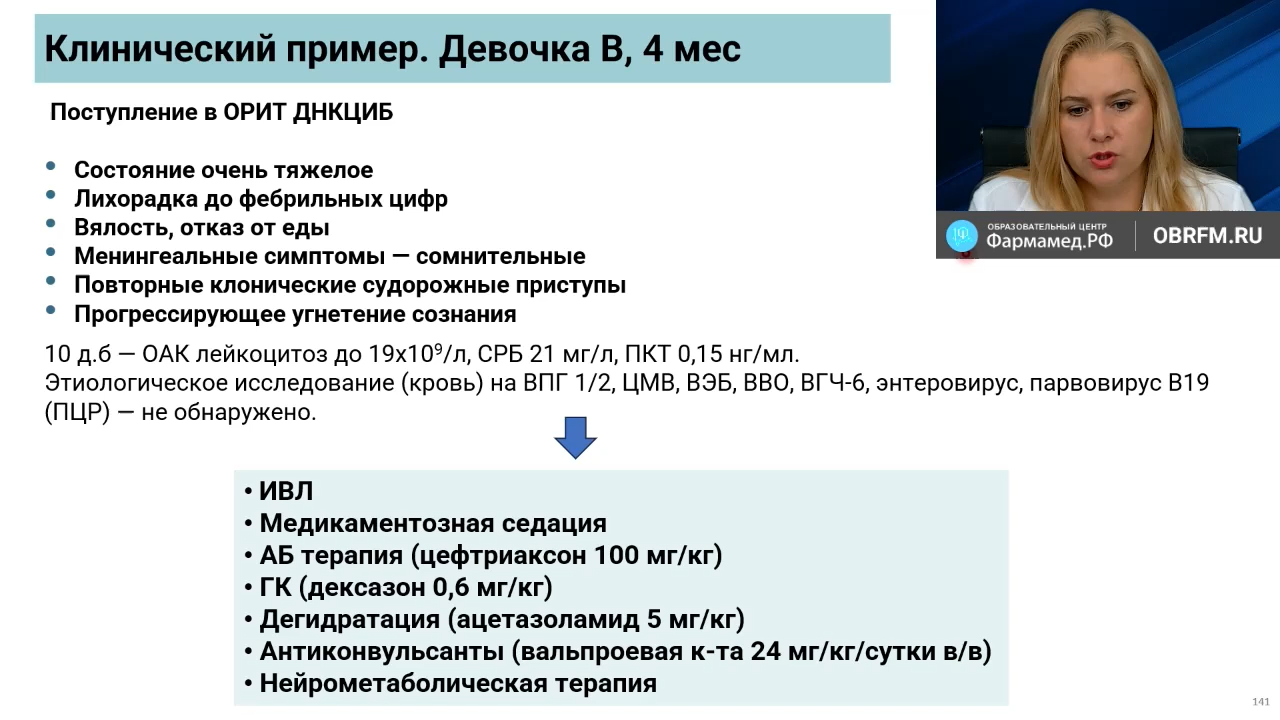 Клинический пример. Девочка В, 4 мес
Поступление в ОРИТ ДНКЦИБ
• Состояние очень тяжелое
• Лихорадка до фебрильных цифр
• Вялость, отказ от еды
• Менингеальные симптомы — сомнительные
• Повторные клонические судорожные приступы
• Прогрессирующее угнетение сознания
10 д.б — ОАК лейкоцитоз до 19х10⁹/л, СРБ 21 мг/л, ПКТ 0,15 нг/мл.
Этиологическое исследование (кровь) на ВПГ 1/2, ЦМВ, ВЭБ, ВВО, ВГЧ-6, энтеровирус, парвовирус В19
(ПЦР) — не обнаружено.
• ИВЛ
• Медикаментозная седация
• АБ терапия (цефтриаксон 100 мг/кг)
• ГК (дексазон 0,6 мг/кг)
• Дегидратация (ацетазоламид 5 мг/кг)
• Антиконвульсанты (вальпроевая к-та 24 мг/кг/сутки в/в)
• Нейрометаболическая терапия
ОБРАЗОВАТЕЛЬНЫЙ ЦЕНТР
Фармамед.РФ
OBRFM.RU
141